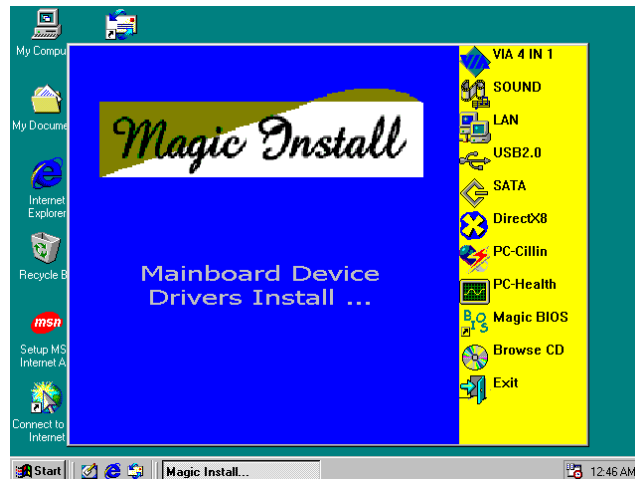 My Compu
My Docume
Internet
Explorer
Recycle B
msn
Setup MS
Internet A
Connect to
Internet
Magic Install
Mainboard Device
Drivers Install ...
VIA 4 IN 1
SOUND
LAN
USB2.0
SATA
DirectX8
PC-Cillin
PC-Health
BIOS
Magic BIOS
Browse CD
Exit
Start
Magic Install...
12:46 AM